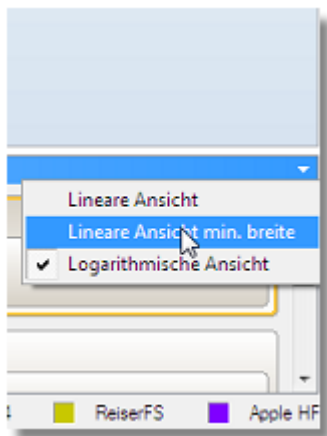 Lineare Ansicht
Lineare Ansicht min. breite
Logarithmische Ansicht
ReiserFS Apple HF